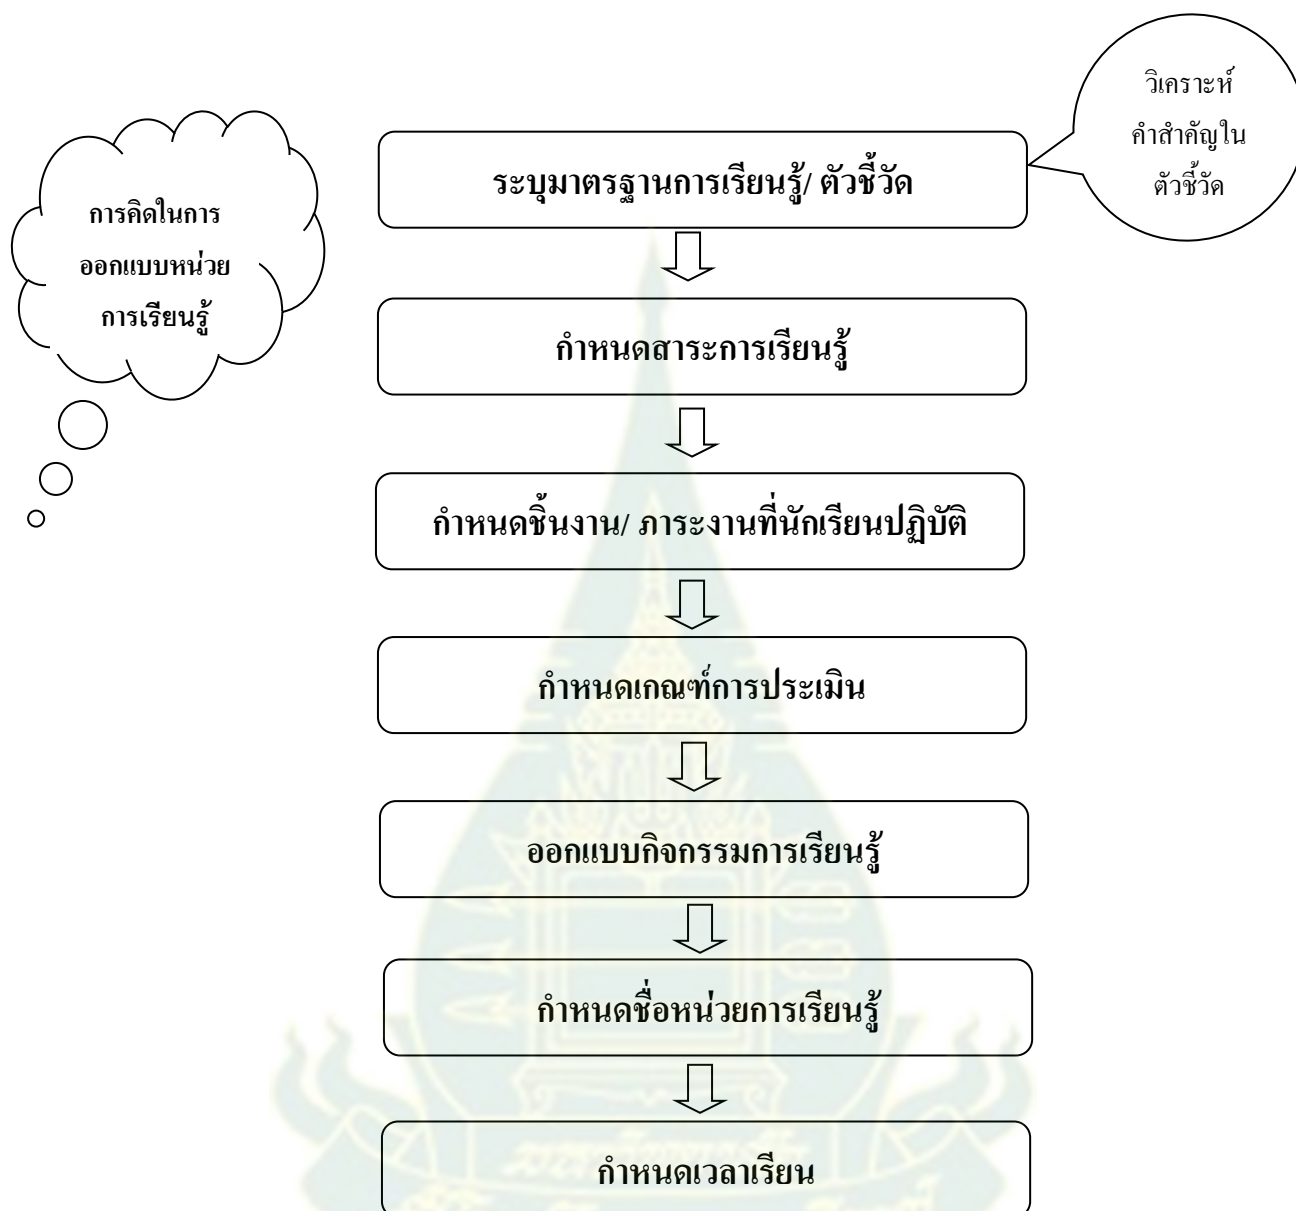 วิเคราะห์
คำสำคัญใน
ตัวชี้วัด
ระบุมาตรฐานการเรียนรู้/ ตัวชี้วัด
การคิดในการ
ออกแบบหน่วย
การเรียนรู้
กำหนดสาระการเรียนรู้
กำหนดชิ้นงาน/ ภาระงานที่นักเรียนปฏิบัติ
กำหนดเกณฑ์การประเมิน
ออกแบบกิจกรรมการเรียนรู้
กำหนดชื่อหน่วยการเรียนรู้
กำหนดเวลาเรียน